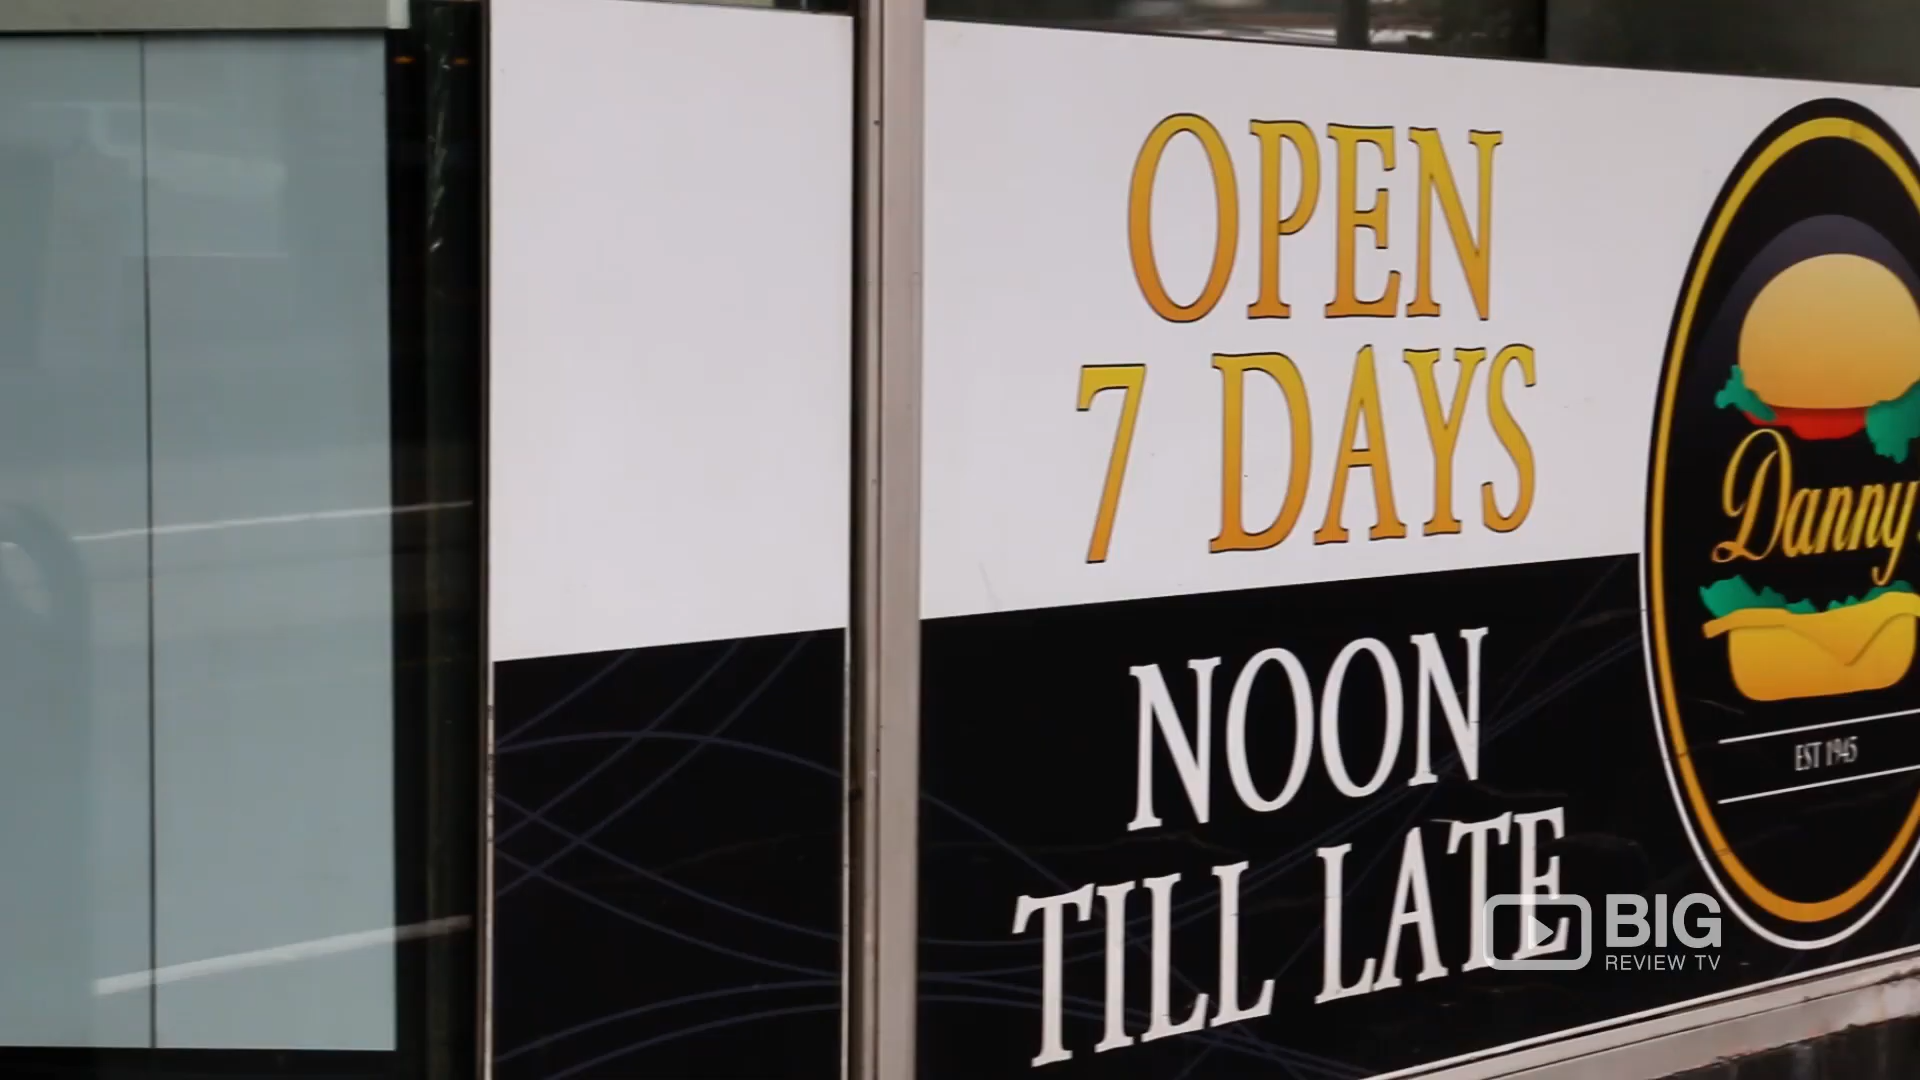 OPEN
7 DAYS
NOON
TILL LATE
Danny's
EST 1945
BIG
REVIEW TV